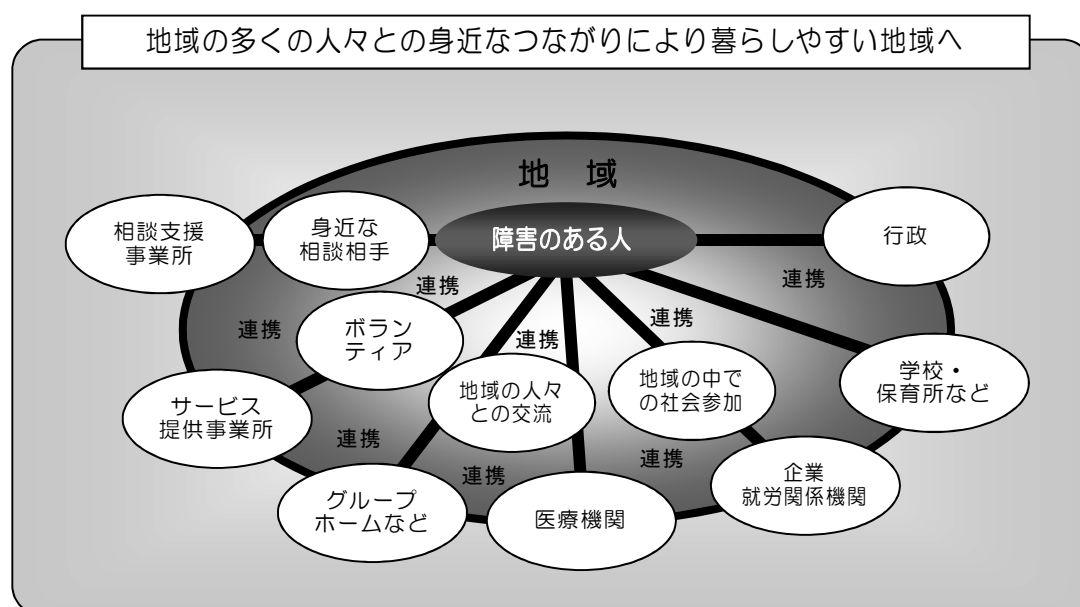 地域の多くの人々との身近なつながりにより暮らしやすい地域へ
地　域
相談支援
事業所
身近な
相談相手
障害のある人
行政
連携
連携
連携
ボラン
ティア
連携
連携
地域の人々
との交流
地域の中で
の社会参加
学校・
保育所など
サービス
提供事業所
連携
連携
連携
グループ
ホームなど
医療機関
企業
就労関係機関